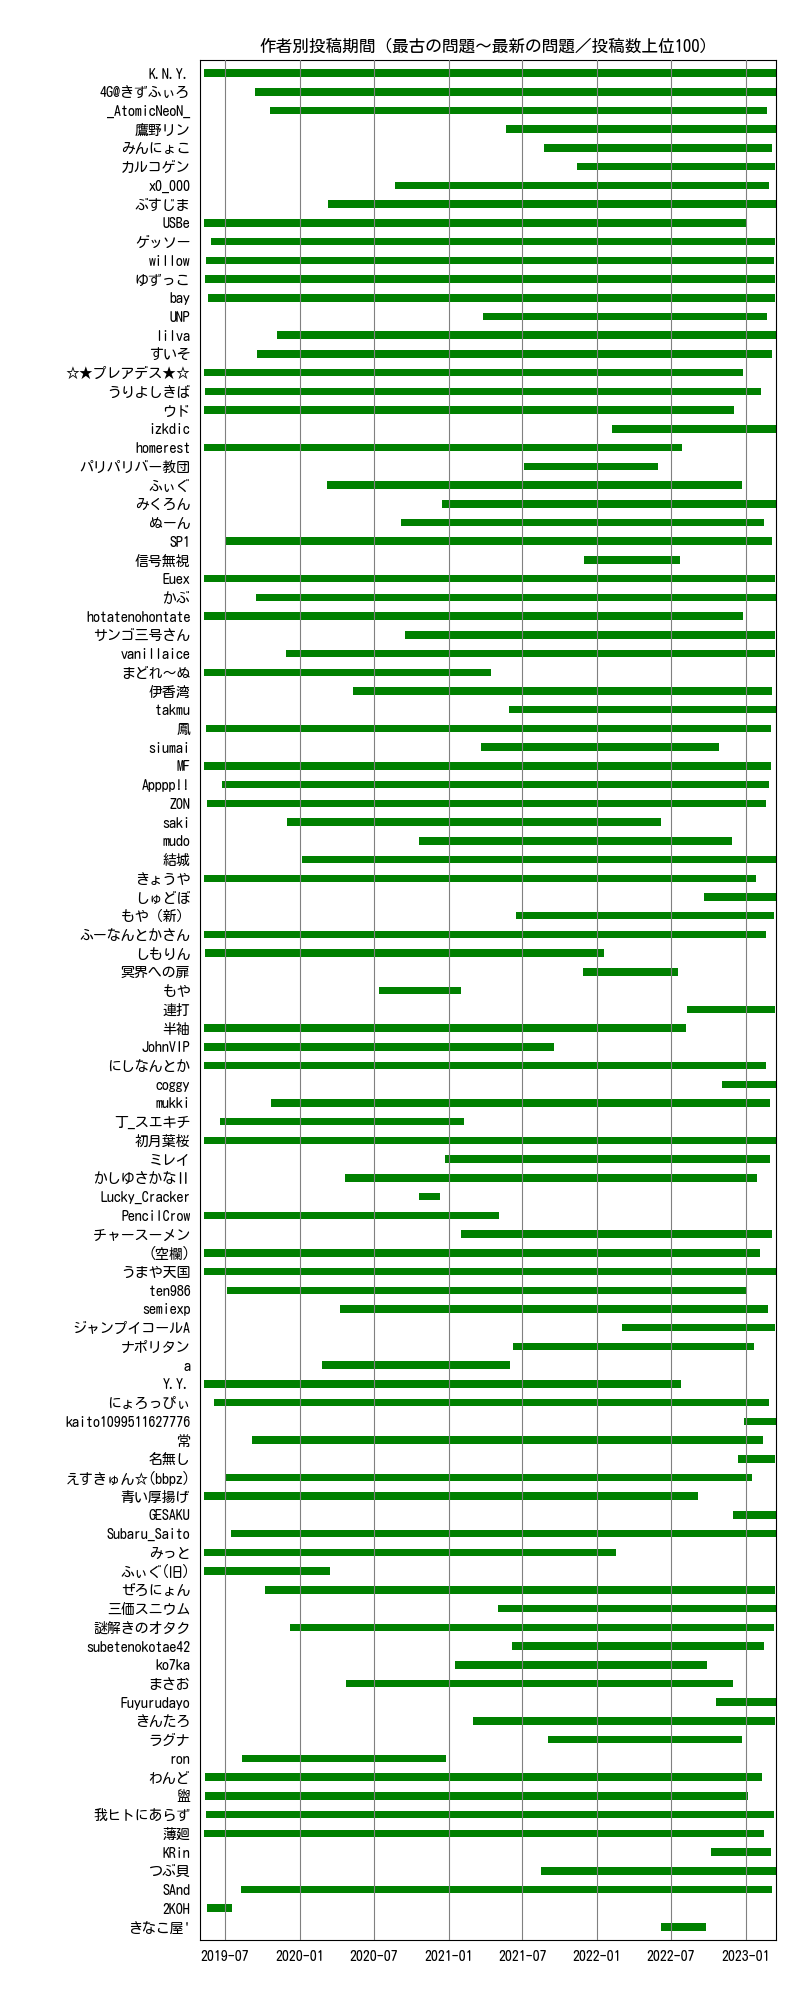 作者別投稿期間（最古の問題～最新の問題／投稿数上位100）
K.N.Y.
4G@きずふぃろ
_AtomicNeoN_
鷹野リン
みんにょこ
カルコゲン
x0_000
ぶすじま
USBe
ゲッソー
willow
ゆずっこ
bay
UNP
lilva
すいそ
☆★プレアデス★☆
うりよしきば
ウド
izkdic
homerest
パリパリバー教団
ふぃぐ
みくろん
ぬーん
SP1
信号無視
Euex
かぶ
hotatenohontate
サンゴ三号さん
vanillaice
まどれ～ぬ
伊香湾
takmu
鳳
siumai
MF
Apppp||
ZON
saki
mudo
結城
きょうや
しゅどぼ
もや（新）
ふーなんとかさん
しもりん
冥界への扉
もや
連打
半袖
JohnVIP
にしなんとか
coggy
mukki
丁_スエキチ
初月葉桜
ミレイ
かしゆさかなⅡ
Lucky_Cracker
PencilCrow
チャースーメン
(空欄)
うまや天国
ten986
semiexp
ジャンプイコールA
ナポリタン
a
Y.Y.
にょろっぴぃ
kaito1099511627776
常
名無し
えすきゅん☆(bbpz)
青い厚揚げ
GESAKU
Subaru_Saito
みっと
ふぃぐ(旧)
ぜろにょん
三価スニウム
謎解きのオタク
subetenokotae42
ko7ka
まさお
Fuyurudayo
きんたろ
ラグナ
ron
わんど
盥
我ヒトにあらず
薄廻
KRin
つぶ貝
SAnd
2KOH
きなこ屋'
2019-07 2020-01 2020-07 2021-01 2021-07 2022-01 2022-07 2023-01